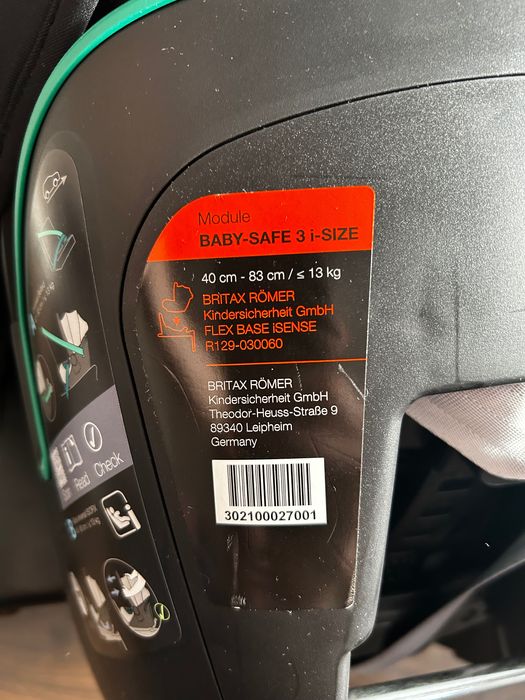 Module
BABY-SAFE 3 i-SIZE
40 cm - 83 cm / ≤ 13 kg
BRITAX RÖMER
Kindersicherheit GmbH
FLEX BASE iSENSE
R129-030060
BRITAX RÖMER
Kindersicherheit GmbH
Theodor-Heuss-Straße 9
89340 Leipheim
Germany
302100027001
Read
Check